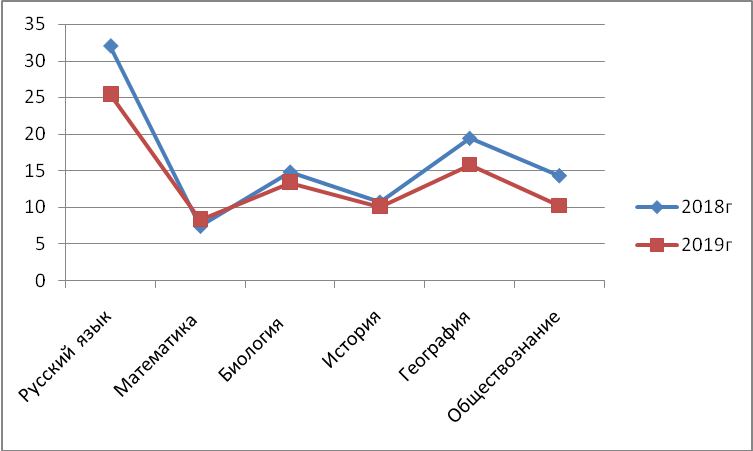 35
30
25
20
15
10
5
0
Русский язык
Математика
Биология
История
География
Обществознание
2018г
2019г